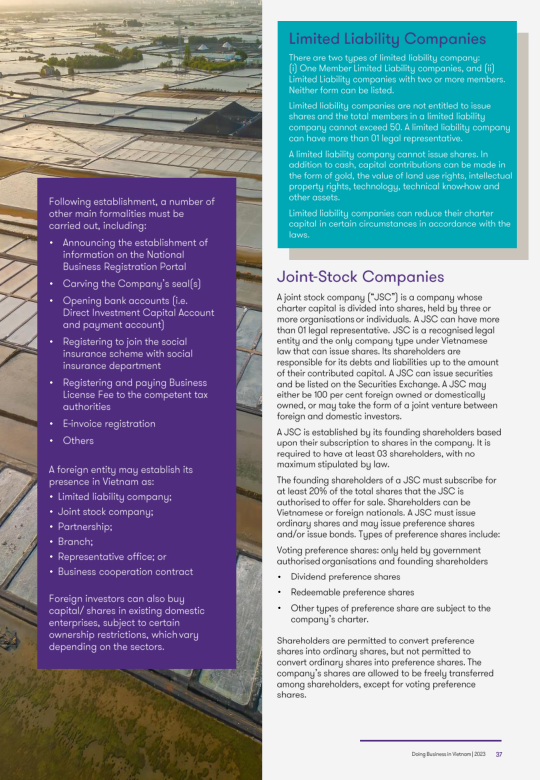 Following establishment, a number of
other main formalities must be
carried out, including:
• Announcing the establishment of
information on the National
Business Registration Portal
• Carving the Company's seal(s)
• Opening bank accounts (i.e.
Direct Investment Capital Account
and payment account)
• Registering to join the social
insurance scheme with social
insurance department
• Registering and paying Business
License Fee to the competent tax
authorities
• E-invoice registration
• Others
A foreign entity may establish its
presence in Vietnam as:
• Limited liability company;
• Joint stock company;
• Partnership;
• Branch;
• Representative office; or
• Business cooperation contract
Foreign investors can also buy
capital/ shares in existing domestic
enterprises, subject to certain
ownership restrictions, which vary
depending on the sectors.
Limited Liability Companies
There are two types of limited liability company:
(i) One Member Limited Liability companies, and (ii)
Limited Liability companies with two or more members.
Neither form can be listed.
Limited liability companies are not entitled to issue
shares and the total members in a limited liability
company cannot exceed 50. A limited liability company
can have more than 01 legal representative.
A limited liability company cannot issue shares. In
addition to cash, capital contributions can be made in
the form of gold, the value of land use rights, intellectual
property rights, technology, technical know-how and
other assets.
Limited liability companies can reduce their charter
capital in certain circumstances in accordance with the
laws.
Joint-Stock Companies
A joint stock company ("JSC") is a company whose
charter capital is divided into shares, held by three or
more organisations or individuals. A JSC can have more
than 01 legal representative. JSC is a recognised legal
entity and the only company type under Vietnamese
law that can issue shares. Its shareholders are
responsible for its debts and liabilities up to the amount
of their contributed capital. A JSC can issue securities
and be listed on the Securities Exchange. A JSC may
either be 100 per cent foreign owned or domestically
owned, or may take the form of a joint venture between
foreign and domestic investors.
A JSC is established by its founding shareholders based
upon their subscription to shares in the company. It is
required to have at least 03 shareholders, with no
maximum stipulated by law.
The founding shareholders of a JSC must subscribe for
at least 20% of the total shares that the JSC is
authorised to offer for sale. Shareholders can be
Vietnamese or foreign nationals. A JSC must issue
ordinary shares and may issue preference shares
and/or issue bonds. Types of preference shares include:
Voting preference shares: only held by government
authorised organisations and founding shareholders
• Dividend preference shares
• Redeemable preference shares
• Other types of preference share are subject to the
company's charter.
Shareholders are permitted to convert preference
shares into ordinary shares, but not permitted to
convert ordinary shares into preference shares. The
company's shares are allowed to be freely transferred
among shareholders, except for voting preference
shares.
Doing Business in Vietnam | 2023 37